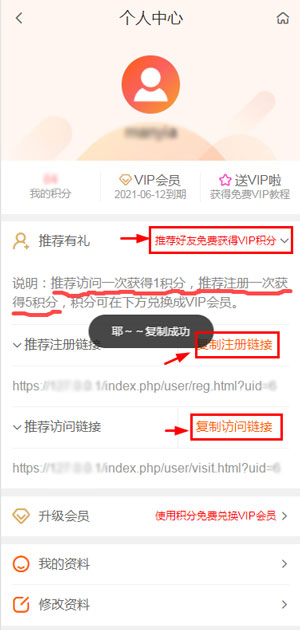 个人中心
我的积分
VIP会员
2021-06-12到期
送VIP啦
获得免费VIP教程
推荐有礼
推荐好友免费获得VIP积分
说明：推荐访问一次获得1积分，推荐注册一次获
得5积分，积分可在下方兑换成VIP会员。
耶~~复制成功
推荐注册链接
复制注册链接
https:/ /index.php/user/reg.html?uid=
推荐访问链接
复制访问链接
https:/ /index.php/user/visit.html?uid=
升级会员
使用积分免费兑换VIP会员
我的资料
修改资料